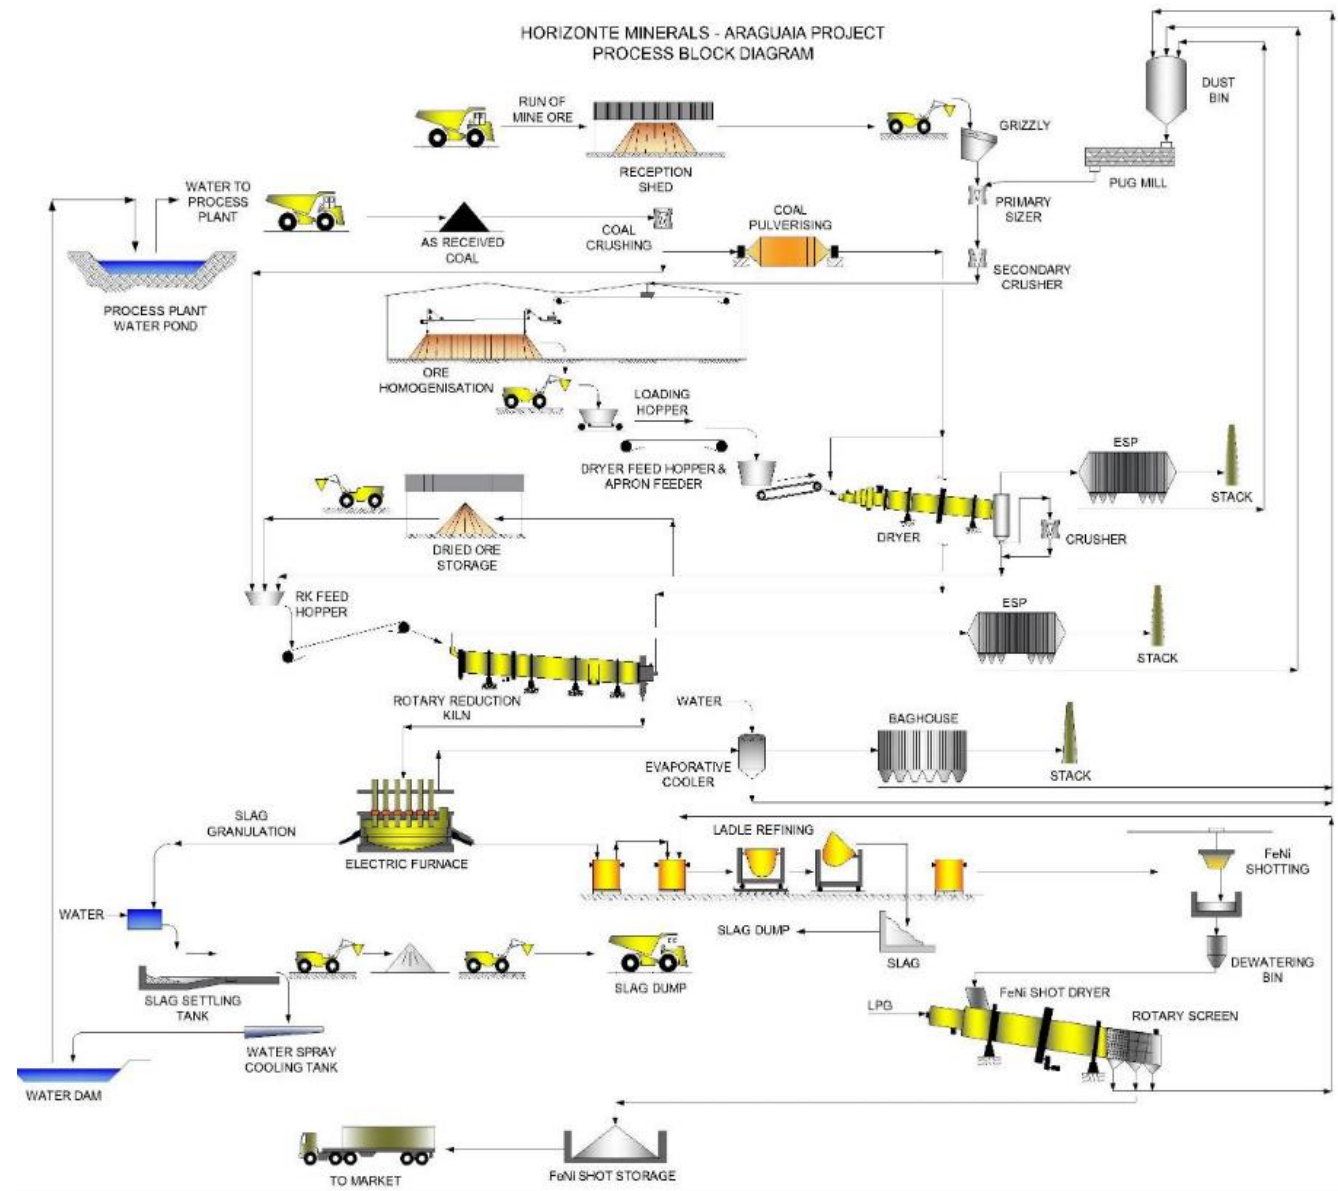 HORIZONTE MINERALS - ARAGUAIA PROJECT
PROCESS BLOCK DIAGRAM
RUN OF
MINE ORE
RECEPTION
SHED
GRIZZLY
DUST
BIN
PUG MILL
PRIMARY
SIZER
WATER TO
PROCESS
PLANT
AS RECEIVED
COAL
COAL
CRUSHING
COAL
PULVERISING
SECONDARY
CRUSHER
PROCESS PLANT
WATER POND
ORE
HOMOGENISATION
LOADING
HOPPER
DRYER FEED HOPPER &
APRON FEEDER
ESP
STACK
DRYER
CRUSHER
DRIED ORE
STORAGE
RK FEED
HOPPER
ESP
STACK
ROTARY REDUCTION
KILN
WATER
EVAPORATIVE
COOLER
BAGHOUSE
STACK
SLAG
GRANULATION
ELECTRIC FURNACE
LADLE REFINING
FeNi
SHOTTING
WATER
SLAG DUMP
SLAG
DEWATERING
BIN
SLAG SETTLING
TANK
SLAG DUMP
LPG
FeNi SHOT DRYER
ROTARY SCREEN
WATER SPRAY
COOLING TANK
WATER DAM
TO MARKET
FeNI SHOT STORAGE